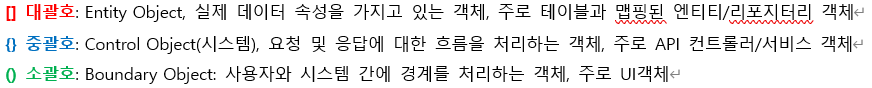 [] 대괄호: Entity Object, 실제 데이터 속성을 가지고 있는 객체, 주로 테이블과 맵핑된 엔티티/리포지터리 객체
{} 중괄호: Control Object(시스템), 요청 및 응답에 대한 흐름을 처리하는 객체, 주로 API 컨트롤러/서비스 객체
() 소괄호: Boundary Object: 사용자와 시스템 간에 경계를 처리하는 객체, 주로 UI객체